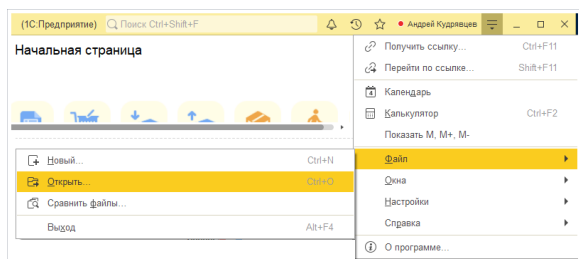 (1С:Предприятие) Поиск Ctrl+Shift+F Андрей Кудрявцев
Начальная страница
Получить ссылку... Ctrl+F11
Перейти по ссылке... Shift+F11
Календарь
Калькулятор Ctrl+F2
Показать M, M+, M-
Файл
Окна
Настройки
Справка
О программе...
Новый... Ctrl+N
Открыть... Ctrl+O
Сравнить файлы...
Выход Alt+F4